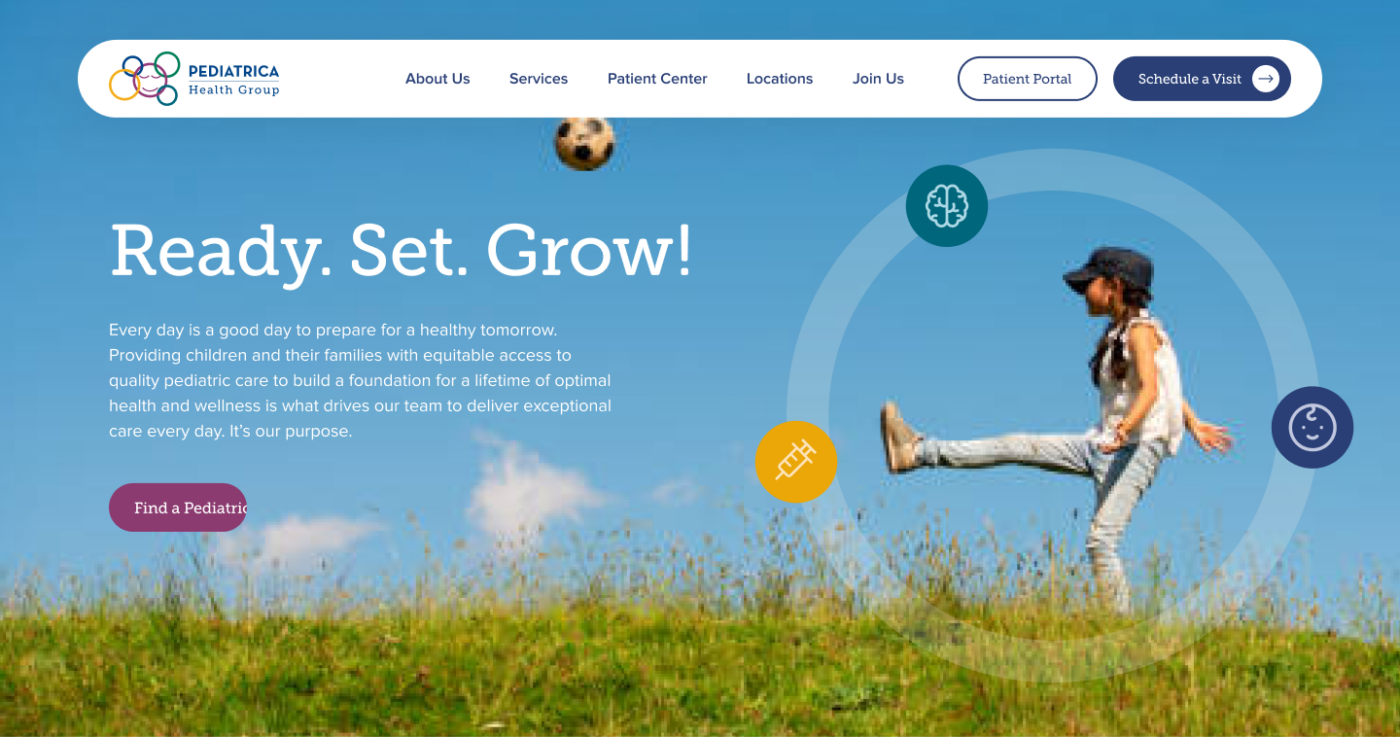 PEDIATRICA
Health Group
About Us
Services
Patient Center
Locations
Join Us
Patient Portal
Schedule a Visit
Ready. Set. Grow!
Every day is a good day to prepare for a healthy tomorrow.
Providing children and their families with equitable access to
quality pediatric care to build a foundation for a lifetime of optimal
health and wellness is what drives our team to deliver exceptional
care every day. It’s our purpose.
Find a Pediatric